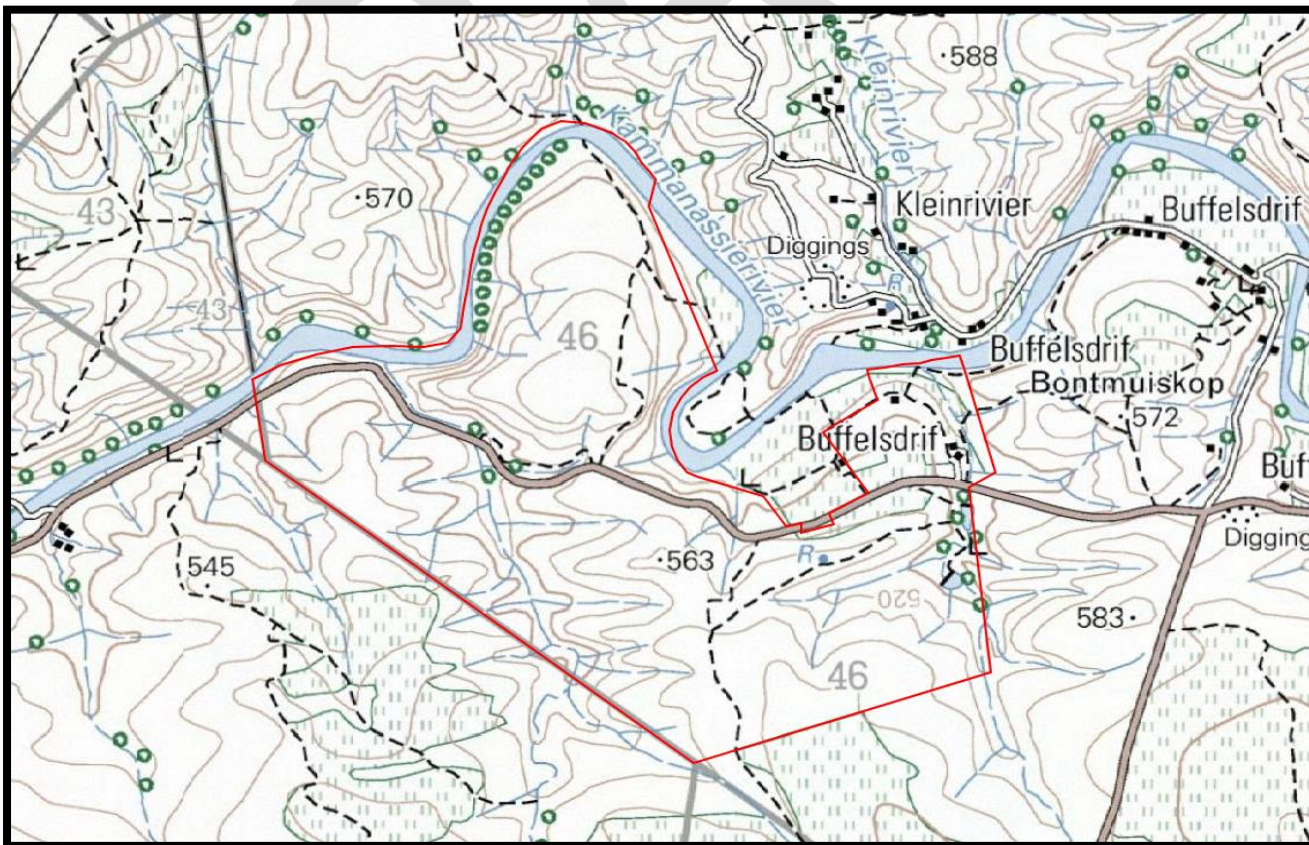 588
Kleinrivier
Kammanassierivier
570
43
Kleinrivier
Buffelsdrif
Diggings
43
46
Buffelsdrif
Bontmuiskop
572
Buffelsdrif
Buf
R
563
Digging
545
520
583
46